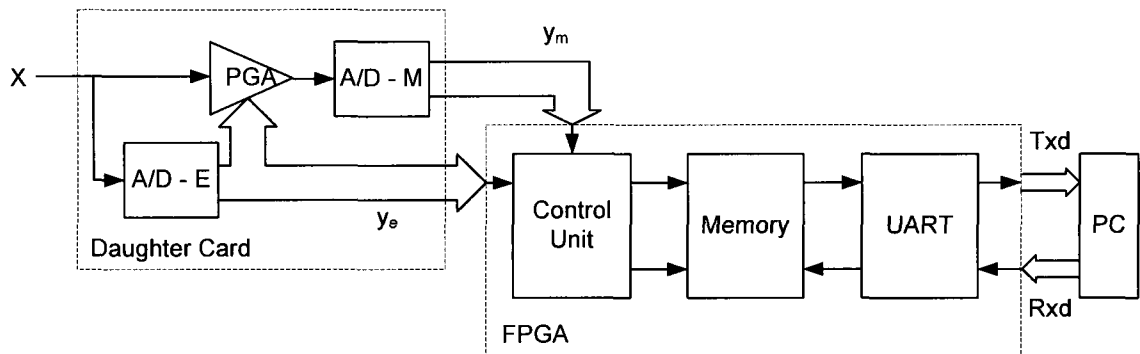 X
PGA
A/D - M
yₘ
A/D - E
yₑ
Daughter Card
Control
Unit
Memory
UART
Txd
PC
Rxd
FPGA